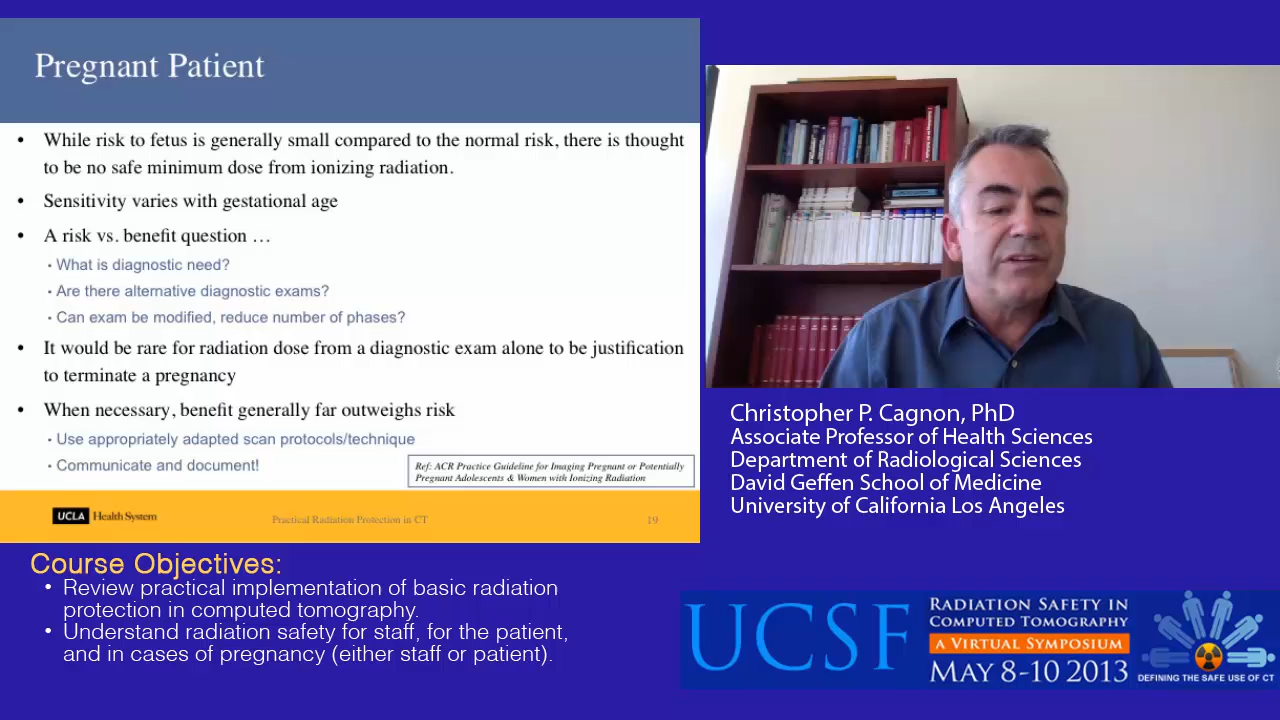 Pregnant Patient
• While risk to fetus is generally small compared to the normal risk, there is thought
to be no safe minimum dose from ionizing radiation.
• Sensitivity varies with gestational age
• A risk vs. benefit question …
• What is diagnostic need?
• Are there alternative diagnostic exams?
• Can exam be modified, reduce number of phases?
• It would be rare for radiation dose from a diagnostic exam alone to be justification
to terminate a pregnancy
• When necessary, benefit generally far outweighs risk
• Use appropriately adapted scan protocols/technique
• Communicate and document!
Ref: ACR Practice Guideline for Imaging Pregnant or Potentially
Pregnant Adolescents & Women with Ionizing Radiation
UCLA Health System
Practical Radiation Protection in CT
19
Christopher P. Cagnon, PhD
Associate Professor of Health Sciences
Department of Radiological Sciences
David Geffen School of Medicine
University of California Los Angeles
Course Objectives:
• Review practical implementation of basic radiation
protection in computed tomography.
• Understand radiation safety for staff, for the patient,
and in cases of pregnancy (either staff or patient).
UCSF
RADIATION SAFETY IN
COMPUTED TOMOGRAPHY
A VIRTUAL SYMPOSIUM
MAY 8-10 2013
DEFINING THE SAFE USE OF CT